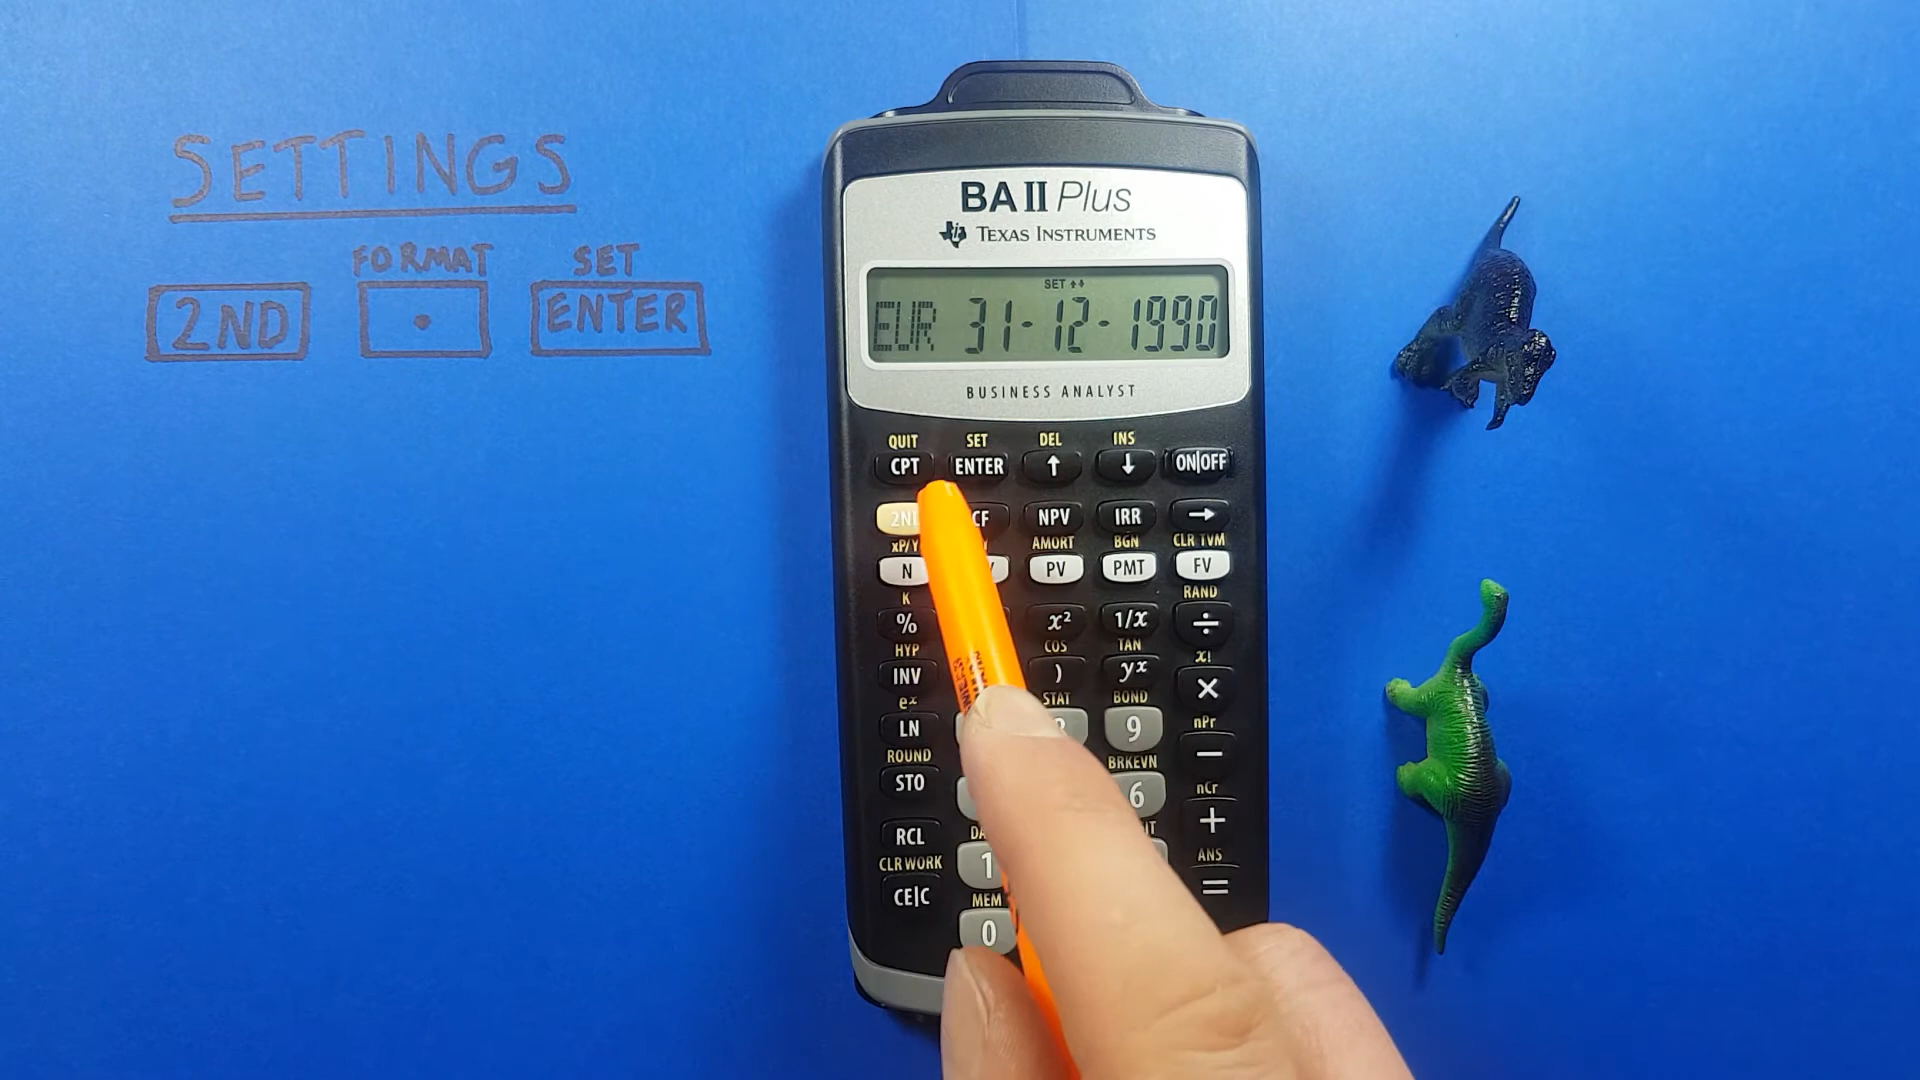 SETTINGS
FORMAT SET
2ND . ENTER
BA II Plus
TEXAS INSTRUMENTS
SET
EUR 31-12-1990
BUSINESS ANALYST
QUIT SET DEL INS
CPT ENTER ↑ ↓ ON|OFF
2ND CF NPV IRR →
xP/Y AMORT BGN CLR TVM
N PV PMT FV
K RAND
% x² 1/x ÷
HYP COS TAN x!
INV ) yˣ ×
eˣ STAT BOND nPr
LN 9 −
ROUND BRKEVN nCr
STO 6 +
ANS
RCL 1 =
CLR WORK MEM
CE|C 0